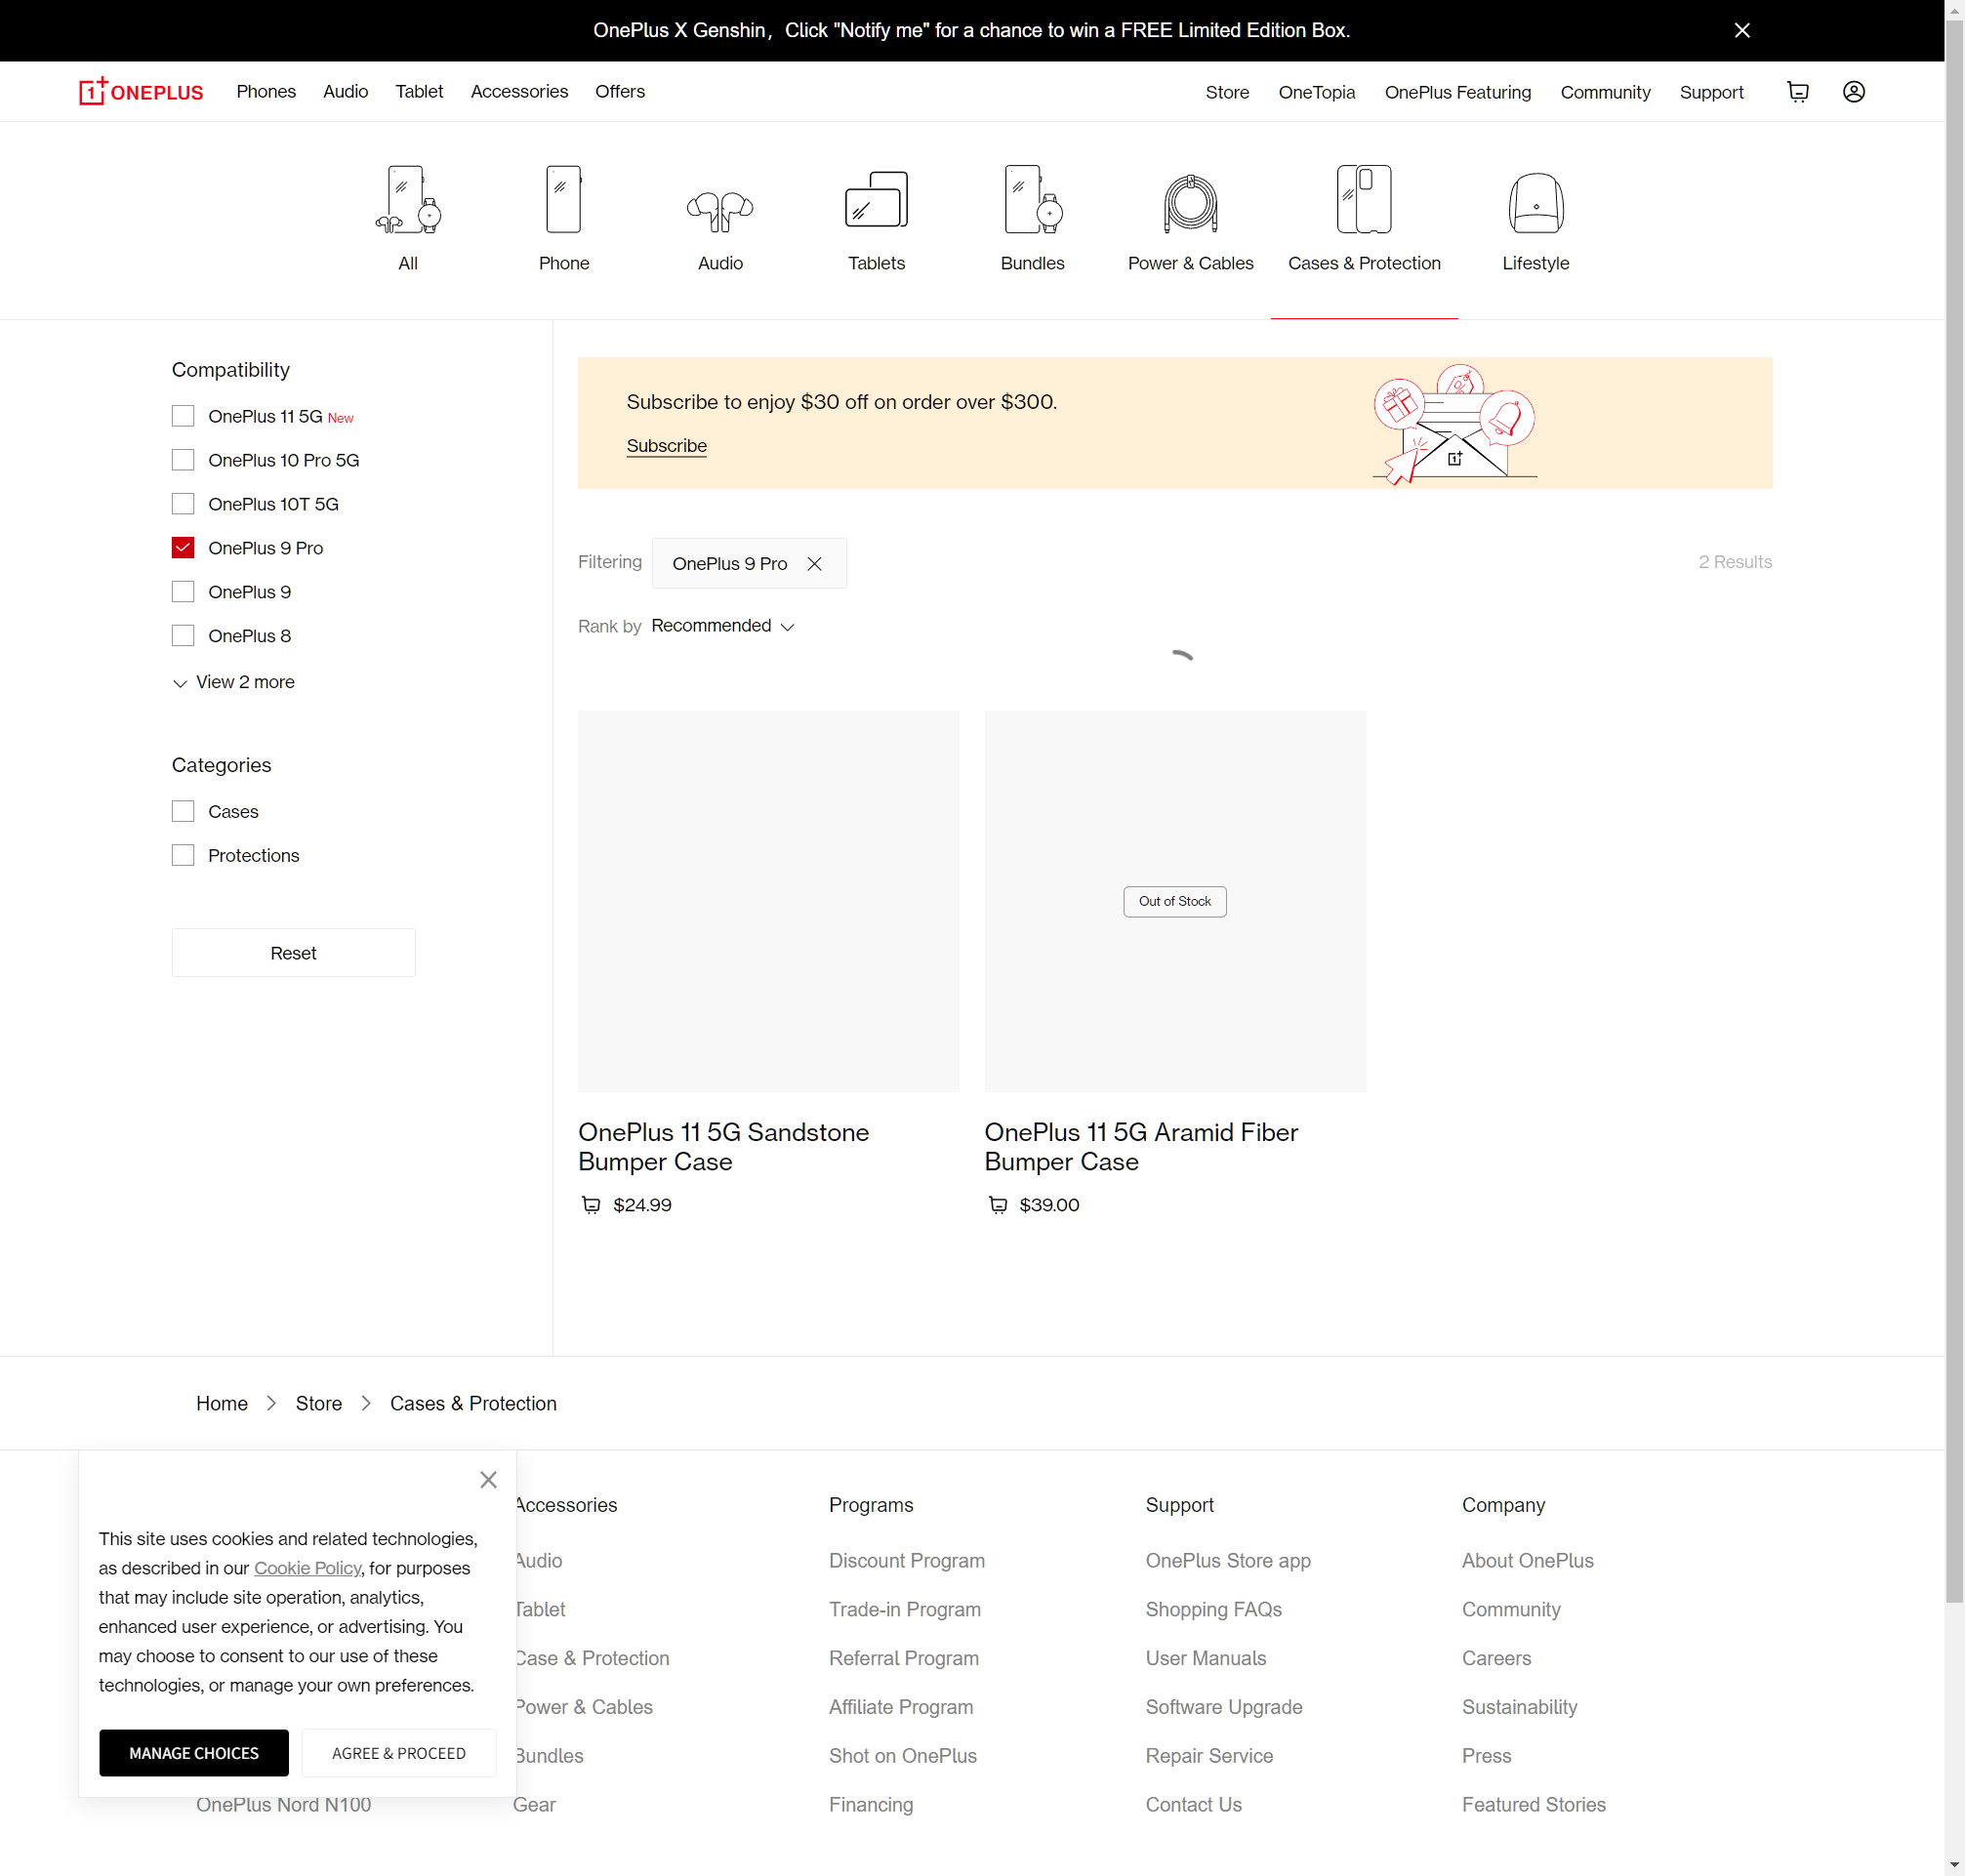 OnePlus X Genshin，Click "Notify me" for a chance to win a FREE Limited Edition Box.
ONEPLUS Phones Audio Tablet Accessories Offers Store OneTopia OnePlus Featuring Community Support
All Phone Audio Tablets Bundles Power & Cables Cases & Protection Lifestyle
Compatibility
OnePlus 11 5G New
OnePlus 10 Pro 5G
OnePlus 10T 5G
OnePlus 9 Pro
OnePlus 9
OnePlus 8
View 2 more
Categories
Cases
Protections
Reset
Subscribe to enjoy $30 off on order over $300.
Subscribe
Filtering OnePlus 9 Pro 2 Results
Rank by Recommended
Out of Stock
OnePlus 11 5G Sandstone
Bumper Case
$24.99
OnePlus 11 5G Aramid Fiber
Bumper Case
$39.00
Home Store Cases & Protection
This site uses cookies and related technologies,
as described in our Cookie Policy, for purposes
that may include site operation, analytics,
enhanced user experience, or advertising. You
may choose to consent to our use of these
technologies, or manage your own preferences.
MANAGE CHOICES AGREE & PROCEED
OnePlus Nord N100
Accessories
Audio
Tablet
Case & Protection
Power & Cables
Bundles
Gear
Programs
Discount Program
Trade-in Program
Referral Program
Affiliate Program
Shot on OnePlus
Financing
Support
OnePlus Store app
Shopping FAQs
User Manuals
Software Upgrade
Repair Service
Contact Us
Company
About OnePlus
Community
Careers
Sustainability
Press
Featured Stories